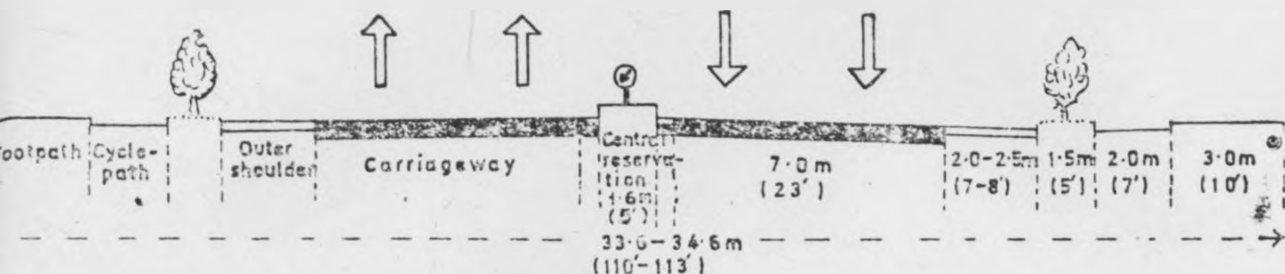 ootpath
Cycle-
path
Outer
shoulder
Carriageway
Central
reserva-
tion
1·6m
(5')
7·0m
(23')
2·0-2·5m
(7-8')
1·5m
(5')
2·0m
(7')
3·0m
(10')
33·6-34·6m
(110'-113')